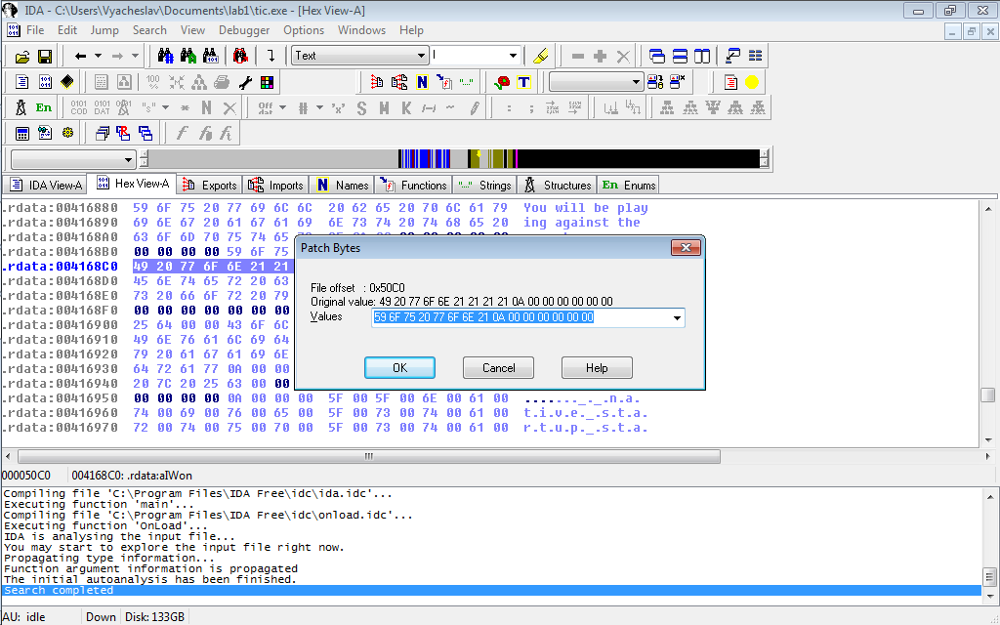 IDA - C:\Users\Vyacheslav\Documents\lab1\tic.exe - [Hex View-A]
File Edit Jump Search View Debugger Options Windows Help
Text
En
IDA View-A Hex View-A Exports Imports N Names Functions "..." Strings Structures En Enums
.rdata:00416880 59 6F 75 20 77 69 6C 6C 20 62 65 20 70 6C 61 79 You will be play
.rdata:00416890 69 6E 67 20 61 67 61 69 6E 73 74 20 74 68 65 20 ing against the
.rdata:004168A0 63 6F 6D 70 75 74 65
.rdata:004168B0 00 00 00 00 59 6F 75
.rdata:004168C0 49 20 77 6F 6E 21 21
.rdata:004168D0 45 6E 74 65 72 20 63
.rdata:004168E0 73 20 66 6F 72 20 79
.rdata:004168F0 00 00 00 00 00 00 00
.rdata:00416900 25 64 00 00 43 6F 6C
.rdata:00416910 49 6E 76 61 6C 69 64
.rdata:00416920 79 20 61 67 61 69 6E
.rdata:00416930 64 72 61 77 0A 00 00
.rdata:00416940 20 7C 20 25 63 00 00
.rdata:00416950 00 00 00 00 0A 00 00 00 5F 00 5F 00 6E 00 61 00 ........_._.n.a.
.rdata:00416960 74 00 69 00 76 00 65 00 5F 00 73 00 74 00 61 00 t.i.v.e._.s.t.a.
.rdata:00416970 72 00 74 00 75 00 70 00 5F 00 73 00 74 00 61 00 r.t.u.p._.s.t.a.
Patch Bytes
File offset : 0x50C0
Original value: 49 20 77 6F 6E 21 21 21 21 0A 00 00 00 00 00 00
Values 59 6F 75 20 77 6F 6E 21 0A 00 00 00 00 00 00
OK Cancel Help
000050C0 004168C0: .rdata:aIWon
Compiling file 'C:\Program Files\IDA Free\idc\ida.idc'...
Executing function 'main'...
Compiling file 'C:\Program Files\IDA Free\idc\onload.idc'...
Executing function 'OnLoad'...
IDA is analysing the input file...
You may start to explore the input file right now.
Propagating type information...
Function argument information is propagated
The initial autoanalysis has been finished.
Search completed
AU: idle Down Disk: 133GB